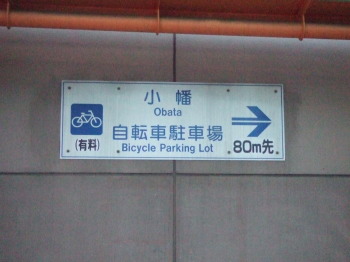 小幡
Obata
自転車駐車場
Bicycle Parking Lot
(有料)
80m先